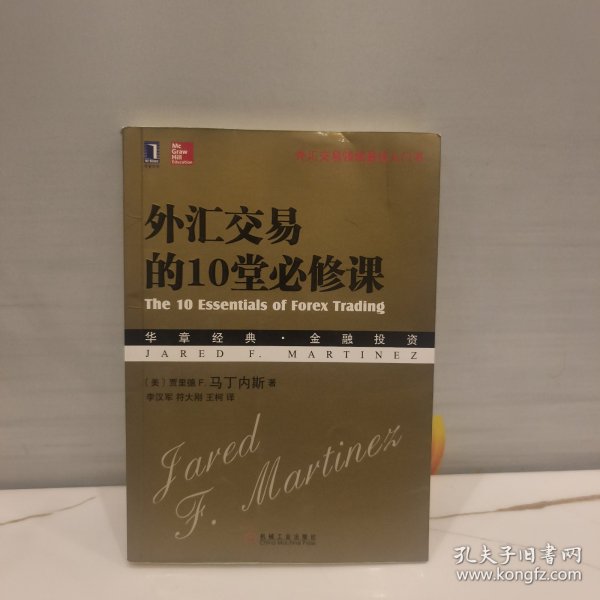 Mc
Graw
Hill
Education
外汇交易
的10堂必修课
The 10 Essentials of Forex Trading
华章经典·金融投资
JARED F. MARTINEZ
[美] 贾里德 F. 马丁内斯 著
李汉军 符大刚 王柯 译
Jared
F. Martinez
机械工业出版社
China Machine Press
孔夫子旧书网
www.kongfz.com